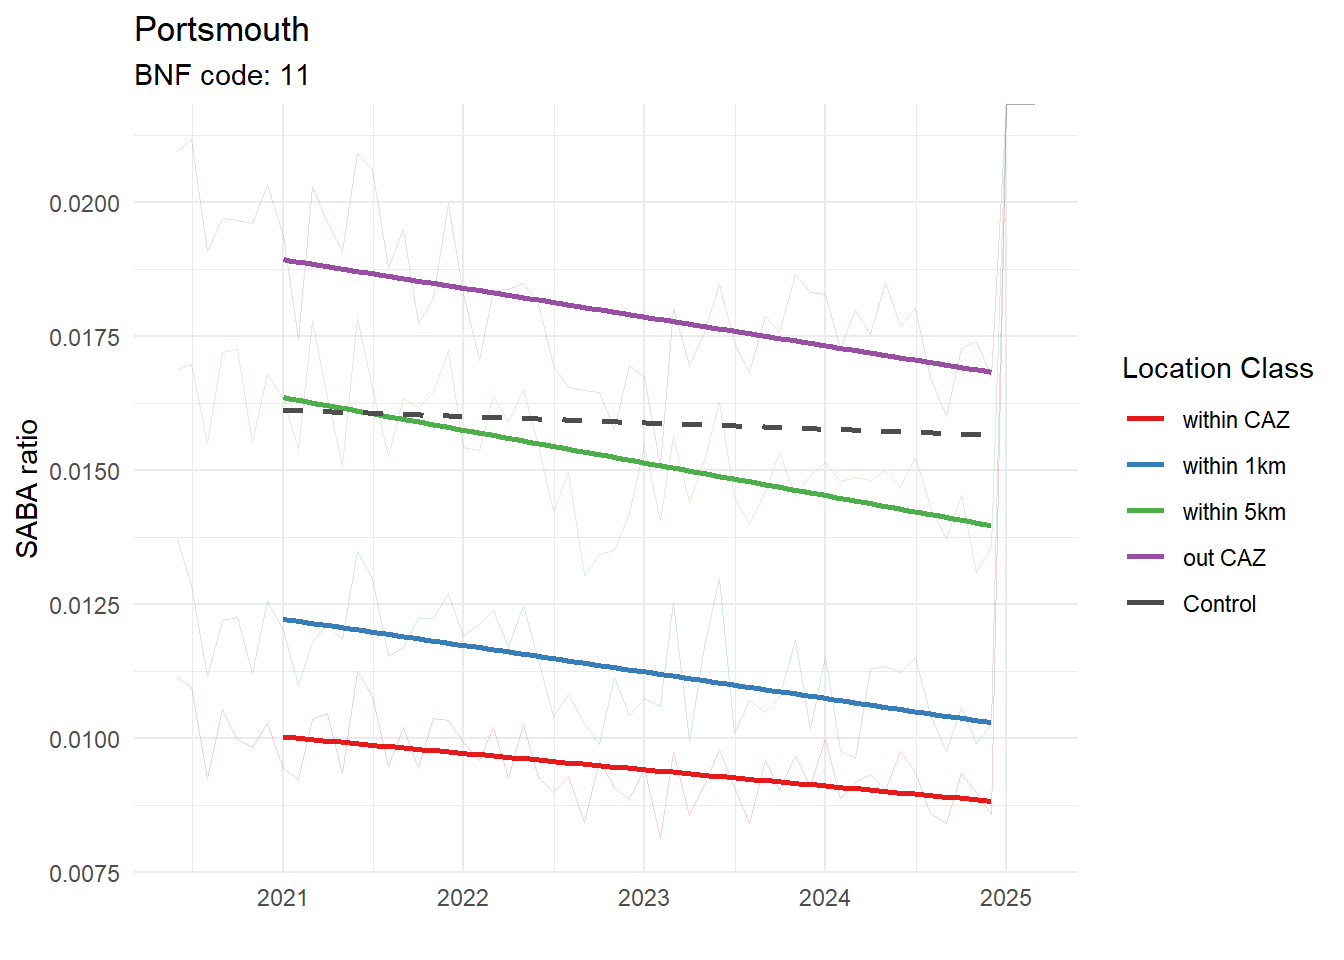 Portsmouth
BNF code: 11
SABA ratio
0.0200
0.0175
0.0150
0.0125
0.0100
0.0075
2021 2022 2023 2024 2025
Location Class
within CAZ
within 1km
within 5km
out CAZ
Control